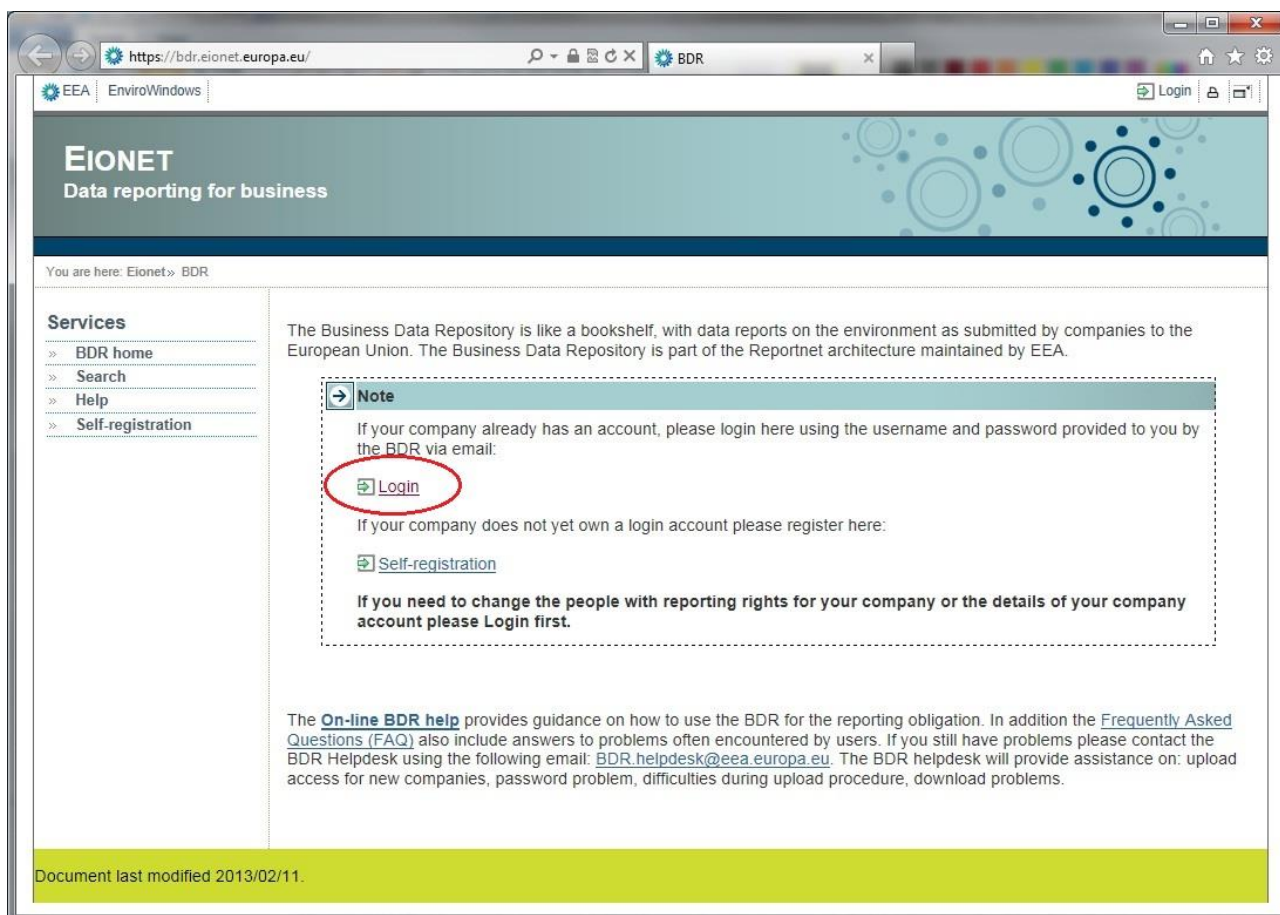 https://bdr.eionet.europa.eu/
BDR
EEA EnviroWindows
Login
EIONET
Data reporting for business
You are here: Eionet» BDR
Services
» BDR home
» Search
» Help
» Self-registration
The Business Data Repository is like a bookshelf, with data reports on the environment as submitted by companies to the
European Union. The Business Data Repository is part of the Reportnet architecture maintained by EEA.
Note
If your company already has an account, please login here using the username and password provided to you by
the BDR via email:
Login
If your company does not yet own a login account please register here:
Self-registration
If you need to change the people with reporting rights for your company or the details of your company
account please Login first.
The On-line BDR help provides guidance on how to use the BDR for the reporting obligation. In addition the Frequently Asked
Questions (FAQ) also include answers to problems often encountered by users. If you still have problems please contact the
BDR Helpdesk using the following email: BDR.helpdesk@eea.europa.eu. The BDR helpdesk will provide assistance on: upload
access for new companies, password problem, difficulties during upload procedure, download problems.
Document last modified 2013/02/11.